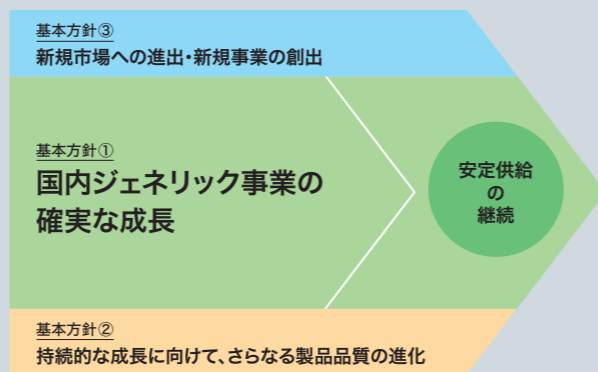 基本方針③
新規市場への進出・新規事業の創出
基本方針①
国内ジェネリック事業の
確実な成長
安定供給
の
継続
基本方針②
持続的な成長に向けて、さらなる製品品質の進化